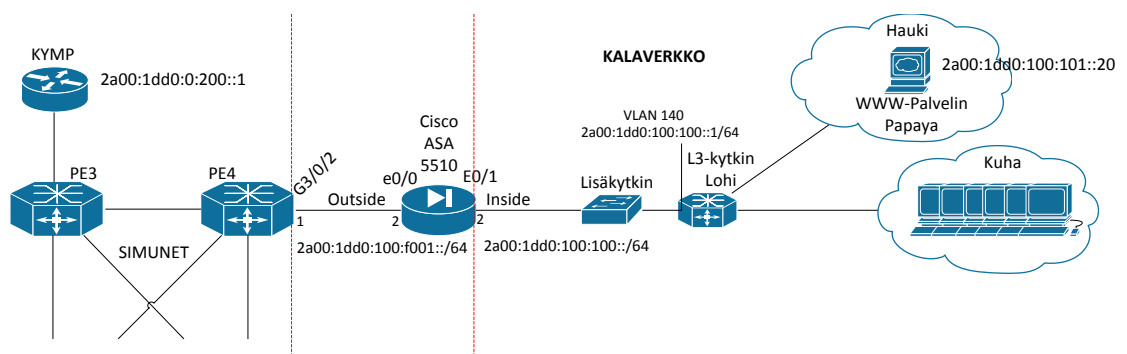 KYMP
2a00:1dd0:0:200::1
PE3
PE4
G3/0/2
SIMUNET
1
Outside
2a00:1dd0:100:f001::/64
e0/0
2
Cisco
ASA
5510
E0/1
2
Inside
2a00:1dd0:100:100::/64
KALAVERKKO
Lisäkytkin
VLAN 140
2a00:1dd0:100:100::1/64
L3-kytkin
Lohi
Hauki
2a00:1dd0:100:101::20
WWW-Palvelin
Papaya
Kuha